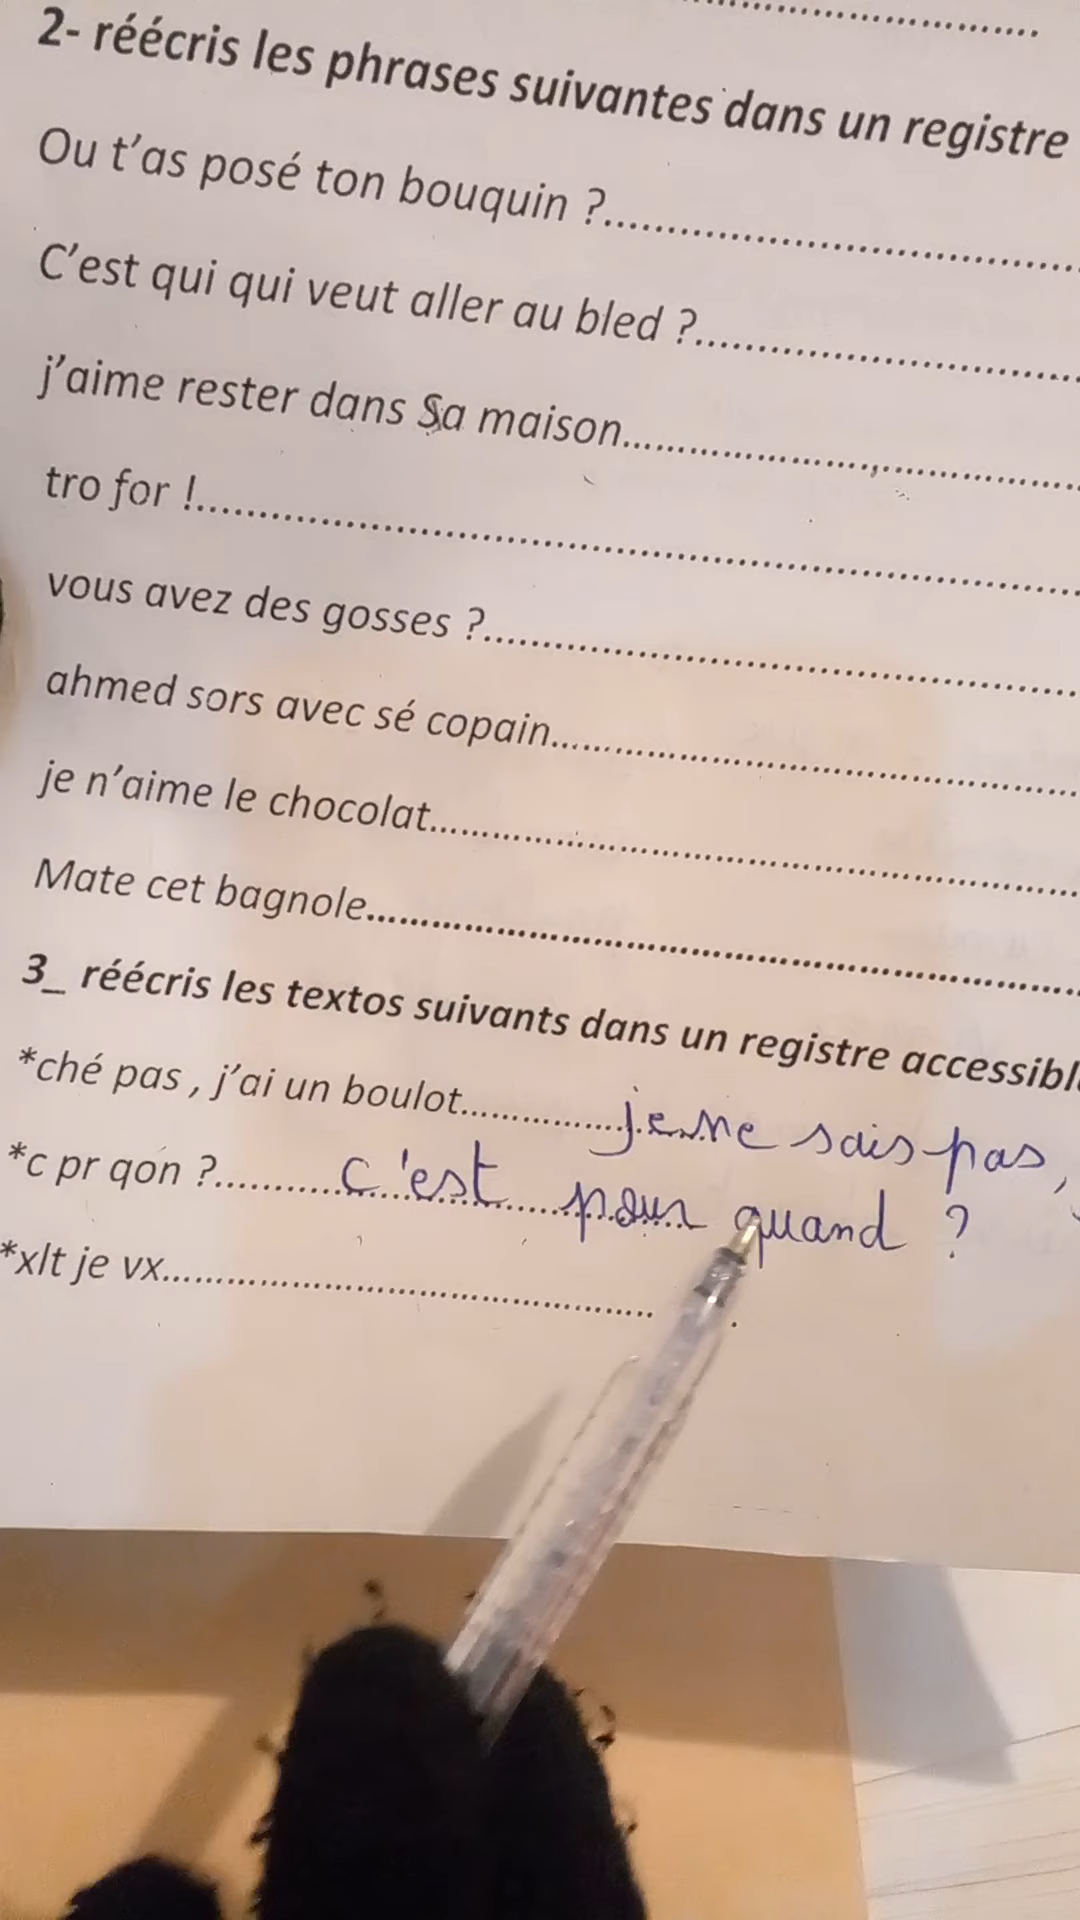 2- réécris les phrases suivantes dans un registre
Ou t'as posé ton bouquin ?..............................
C'est qui qui veut aller au bled ?..............................
j'aime rester dans Sa maison..............................
tro for !..............................
vous avez des gosses ?..............................
ahmed sors avec sé copain..............................
je n'aime le chocolat..............................
Mate cet bagnole..............................
3_ réécris les textos suivants dans un registre accessibl
*ché pas , j'ai un boulot............... je ne sais pas,
*c pr qon ?............ c'est pour quand ?
*xlt je vx..............................